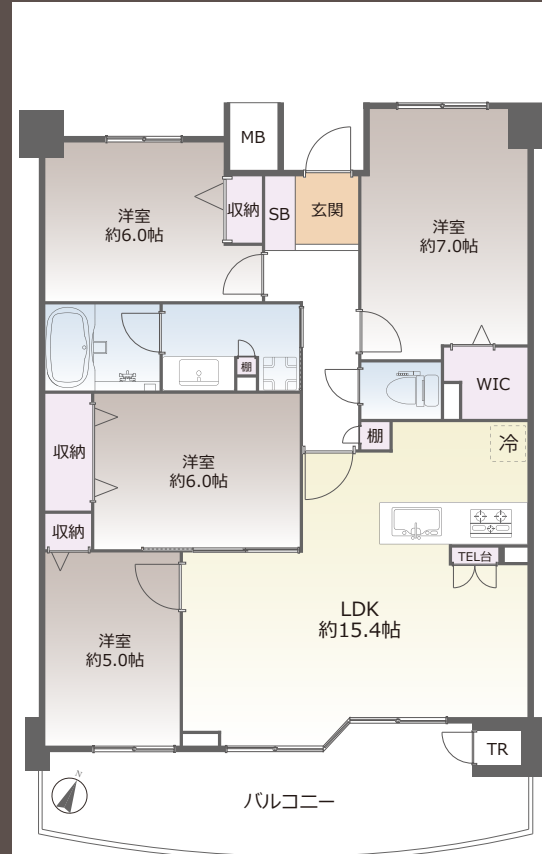 MB
洋室
約6.0帖
収納
SB
玄関
洋室
約7.0帖
棚
WIC
棚
冷
収納
洋室
約6.0帖
収納
TEL台
LDK
約15.4帖
洋室
約5.0帖
TR
N
バルコニー